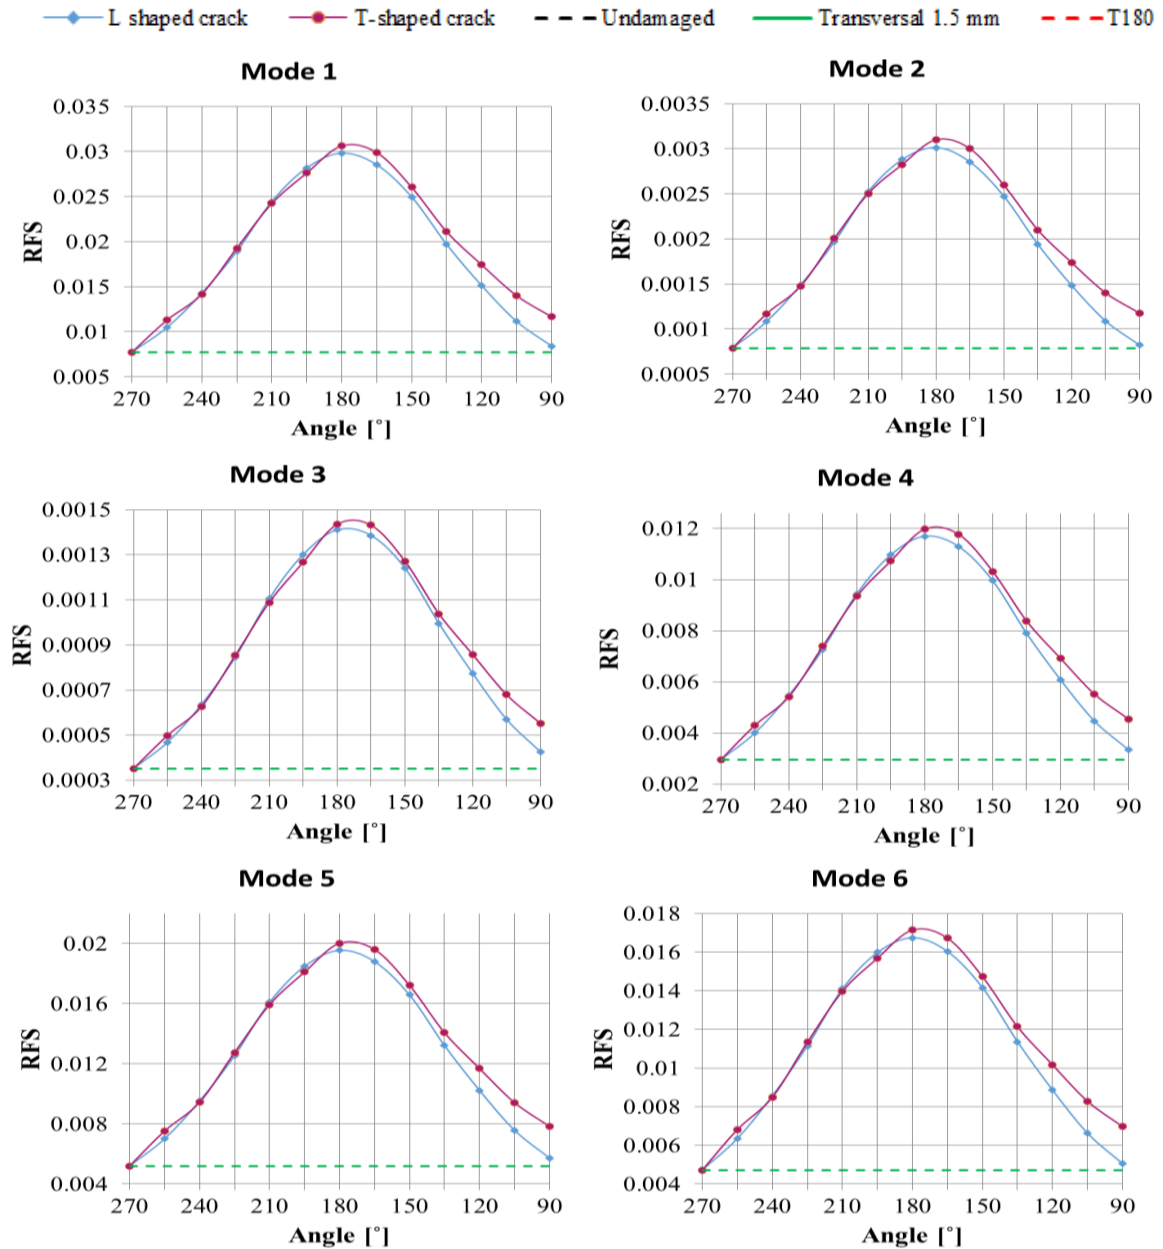 L shaped crack T-shaped crack Undamaged Transversal 1.5 mm T180
Mode 1
0.035
0.03
0.025
0.02
0.015
0.01
0.005
RFS
270 240 210 180 150 120 90
Angle [˚]
Mode 2
0.0035
0.003
0.0025
0.002
0.0015
0.001
0.0005
RFS
270 240 210 180 150 120 90
Angle [˚]
Mode 3
0.0015
0.0013
0.0011
0.0009
0.0007
0.0005
0.0003
RFS
270 240 210 180 150 120 90
Angle [˚]
Mode 4
0.012
0.01
0.008
0.006
0.004
0.002
RFS
270 240 210 180 150 120 90
Angle [˚]
Mode 5
0.02
0.016
0.012
0.008
0.004
RFS
270 240 210 180 150 120 90
Angle [˚]
Mode 6
0.018
0.016
0.014
0.012
0.01
0.008
0.006
0.004
RFS
270 240 210 180 150 120 90
Angle [˚]